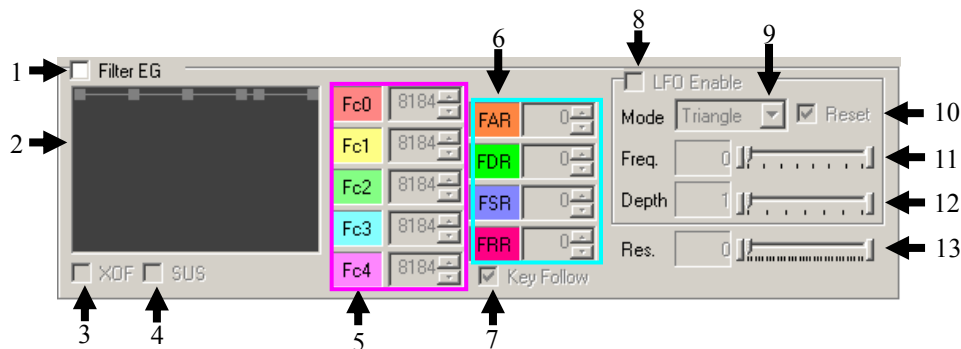 6
8
9
1
Filter EG
LFO Enable
2
Fc0 8184
FAR 0
Mode Triangle Reset
10
Fc1 8184
FDR 0
Freq. 0
11
Fc2 8184
FSR 0
Depth 1
12
Fc3 8184
FRR 0
Res. 0
13
XOF SUS
Fc4 8184
Key Follow
3
4
5
7